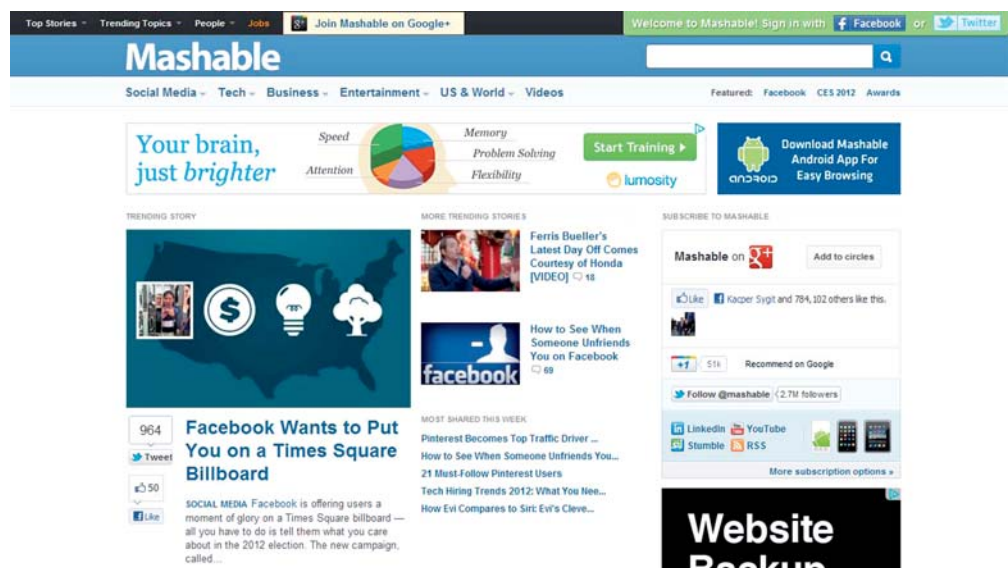 Top Stories Trending Topics People Jobs Join Mashable on Google+ Welcome to Mashable! Sign in with Facebook or Twitter
Mashable
Social Media Tech Business Entertainment US & World Videos Featured: Facebook CES 2012 Awards
Your brain,
just brighter
Speed
Attention
Memory
Problem Solving
Flexibility
Start Training
lumosity
ANDROID
Download Mashable
Android App For
Easy Browsing
TRENDING STORY
964
Tweet
50
Like
Facebook Wants to Put
You on a Times Square
Billboard
SOCIAL MEDIA Facebook is offering users a
moment of glory on a Times Square billboard —
all you have to do is tell them what you care
about in the 2012 election. The new campaign,
called...
MORE TRENDING STORIES
Ferris Bueller's
Latest Day Off Comes
Courtesy of Honda
[VIDEO] 18
facebook
How to See When
Someone Unfriends
You on Facebook
69
MOST SHARED THIS WEEK
Pinterest Becomes Top Traffic Driver ...
How to See When Someone Unfriends You...
21 Must-Follow Pinterest Users
Tech Hiring Trends 2012: What You Nee...
How Evi Compares to Siri: Evi's Cleve...
SUBSCRIBE TO MASHABLE
Mashable on g+ Add to circles
Like Kacper Sygit and 784,102 others like this.
+1 51k Recommend on Google
Follow @mashable 2.7M followers
LinkedIn YouTube
Stumble RSS
More subscription options »
Website
Backup